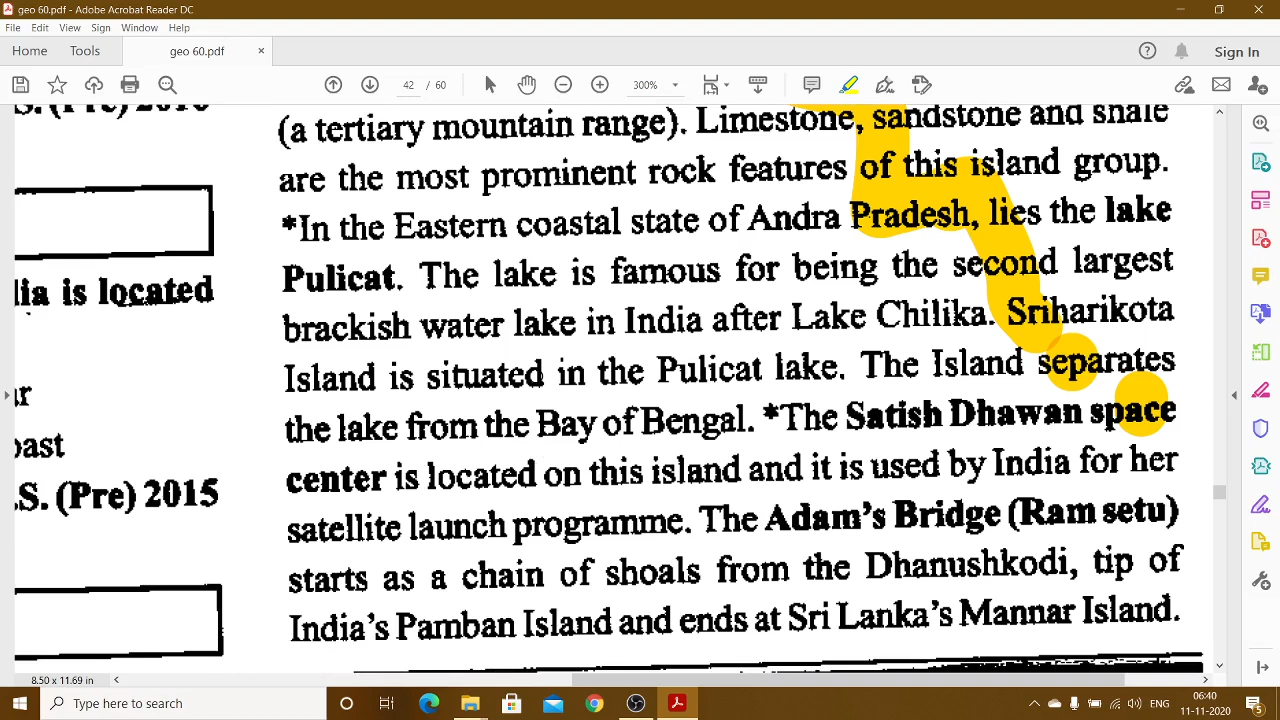 geo 60.pdf - Adobe Acrobat Reader DC
File Edit View Sign Window Help
Home Tools geo 60.pdf × Sign In
42 / 60 300%
S. (Pre) 2016
ia is located
ur
oast
.S. (Pre) 2015
(a tertiary mountain range). Limestone, sandstone and shale
are the most prominent rock features of this island group.
*In the Eastern coastal state of Andra Pradesh, lies the lake
Pulicat. The lake is famous for being the second largest
brackish water lake in India after Lake Chilika. Sriharikota
Island is situated in the Pulicat lake. The Island separates
the lake from the Bay of Bengal. *The Satish Dhawan space
center is located on this island and it is used by India for her
satellite launch programme. The Adam's Bridge (Ram setu)
starts as a chain of shoals from the Dhanushkodi, tip of
India's Pamban Island and ends at Sri Lanka's Mannar Island.
8.50 x 11.69 in
Type here to search
ENG
06:40
11-11-2020
5